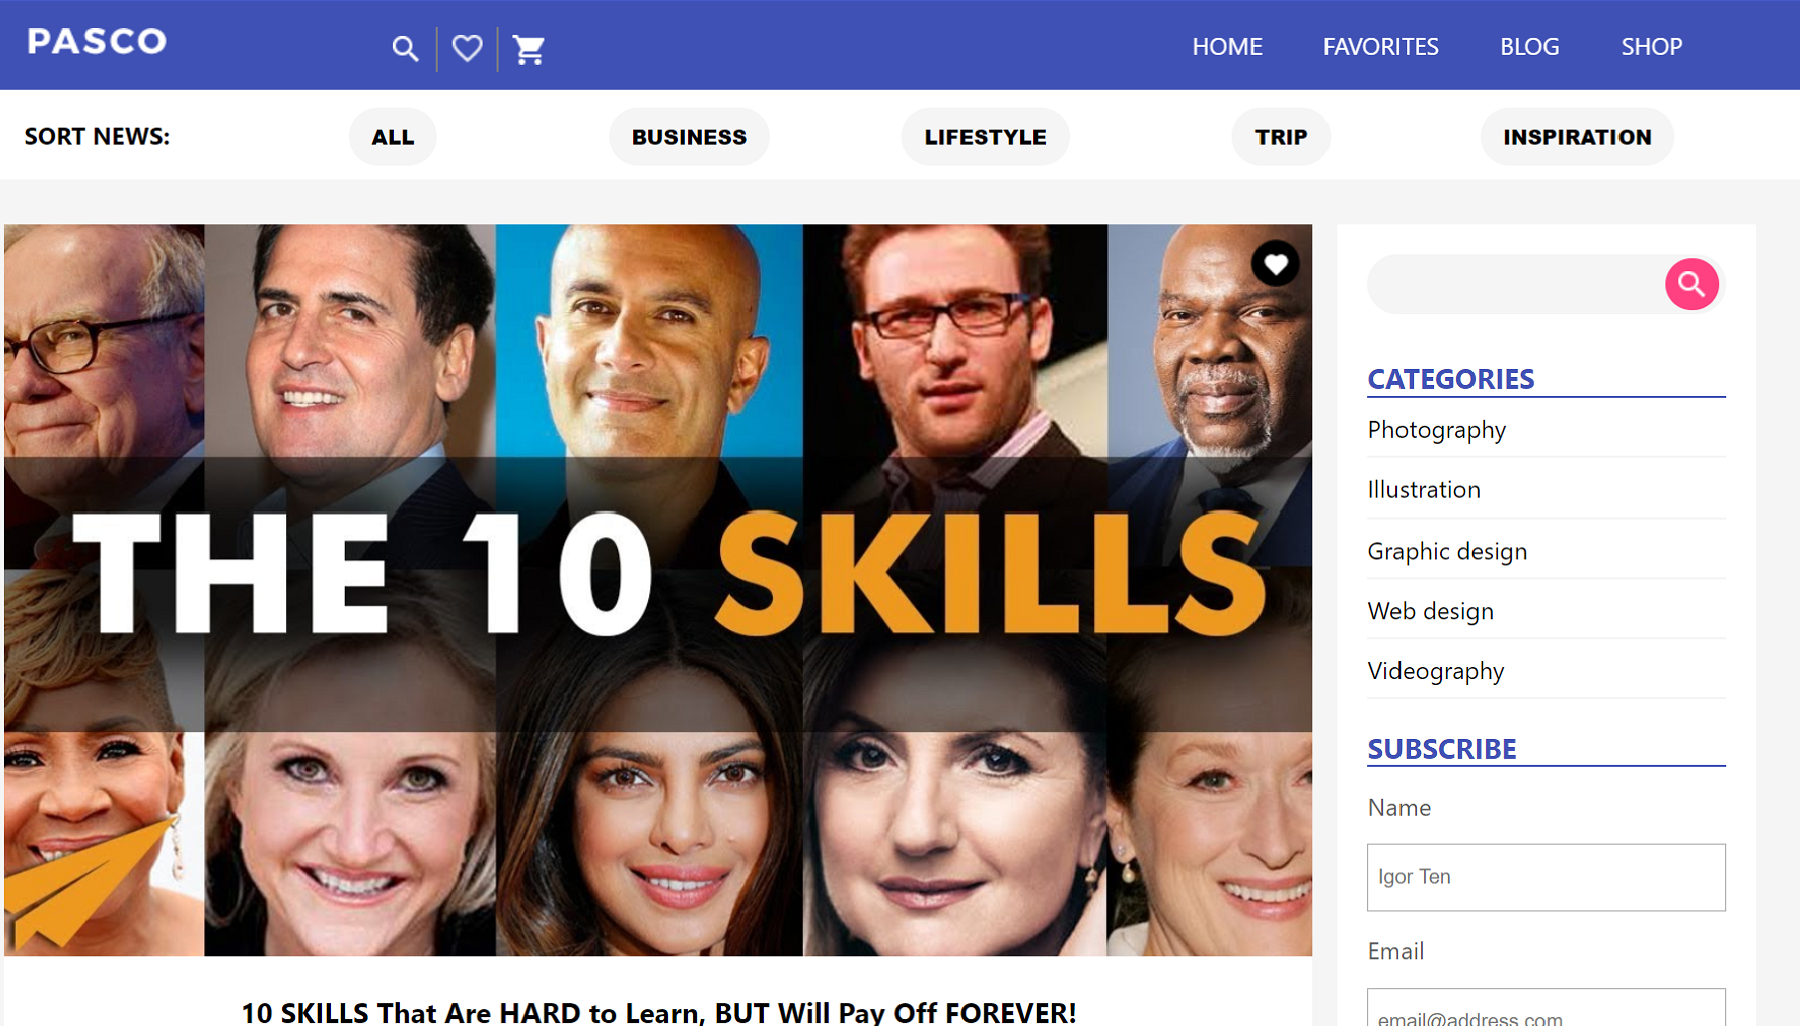 PASCO
HOME FAVORITES BLOG SHOP
SORT NEWS: ALL BUSINESS LIFESTYLE TRIP INSPIRATION
THE 10 SKILLS
10 SKILLS That Are HARD to Learn, BUT Will Pay Off FOREVER!
CATEGORIES
Photography
Illustration
Graphic design
Web design
Videography
SUBSCRIBE
Name
Igor Ten
Email
email@address.com